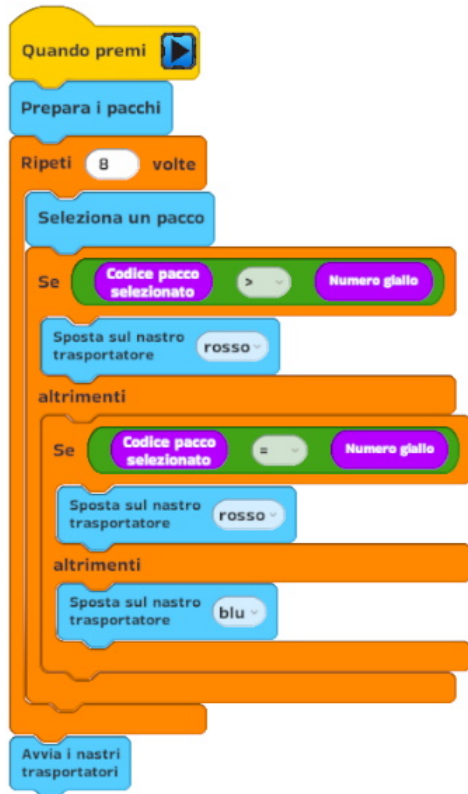 Quando premi
Prepara i pacchi
Ripeti 8 volte
Seleziona un pacco
Se Codice pacco selezionato > Numero giallo
Sposta sul nastro trasportatore rosso
altrimenti
Se Codice pacco selezionato = Numero giallo
Sposta sul nastro trasportatore rosso
altrimenti
Sposta sul nastro trasportatore blu
Avvia i nastri trasportatori